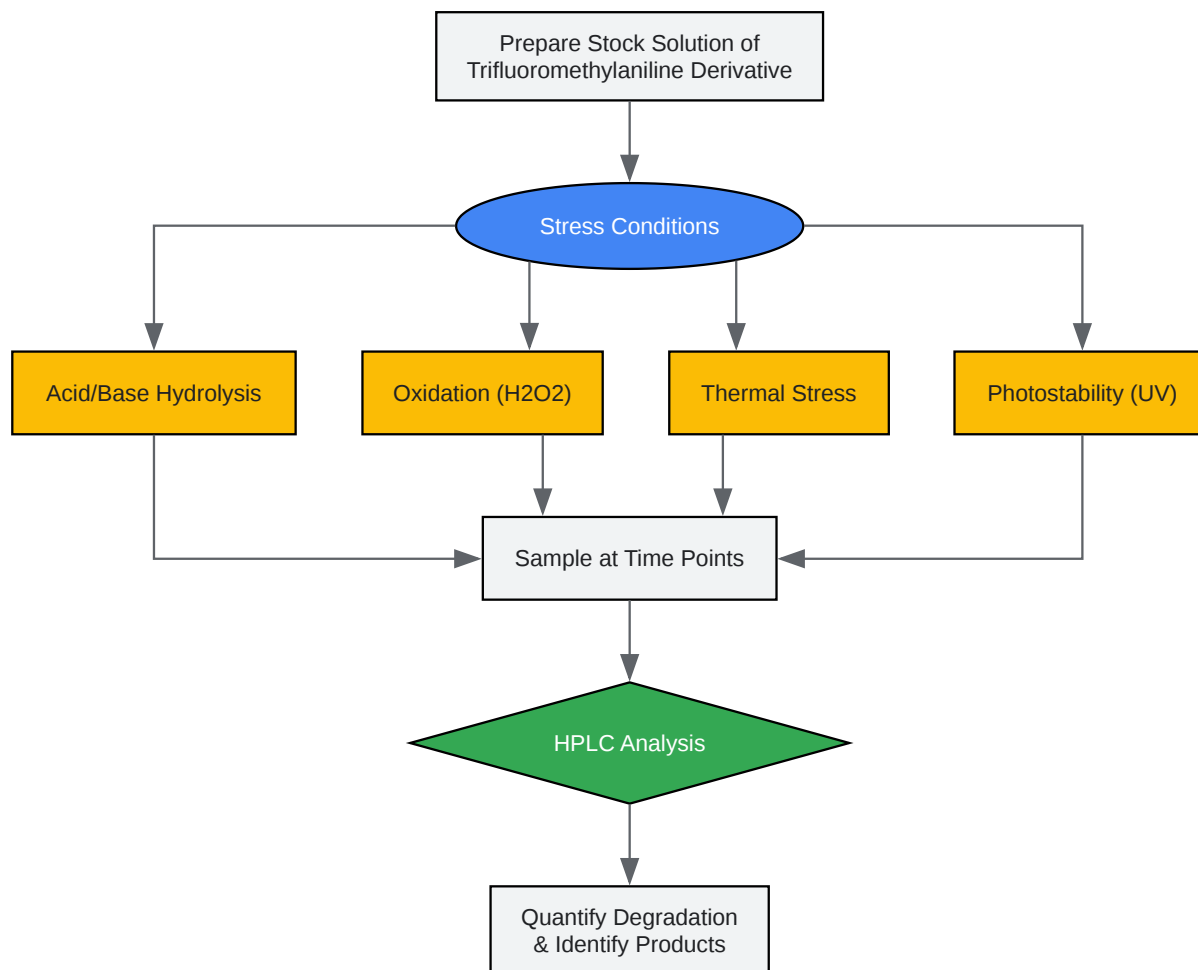 Prepare Stock Solution of
Trifluoromethylaniline Derivative
Stress Conditions
Acid/Base Hydrolysis
Oxidation (H2O2)
Thermal Stress
Photostability (UV)
Sample at Time Points
HPLC Analysis
Quantify Degradation
& Identify Products